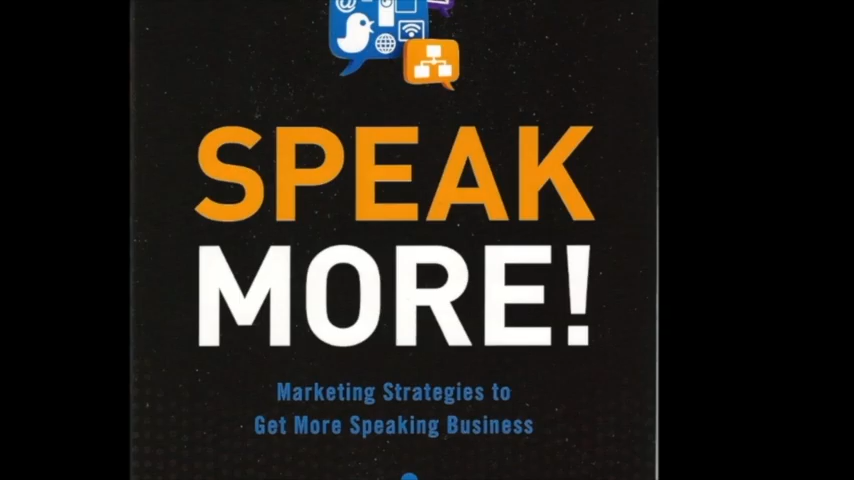 @
SPEAK
MORE!
Marketing Strategies to
Get More Speaking Business